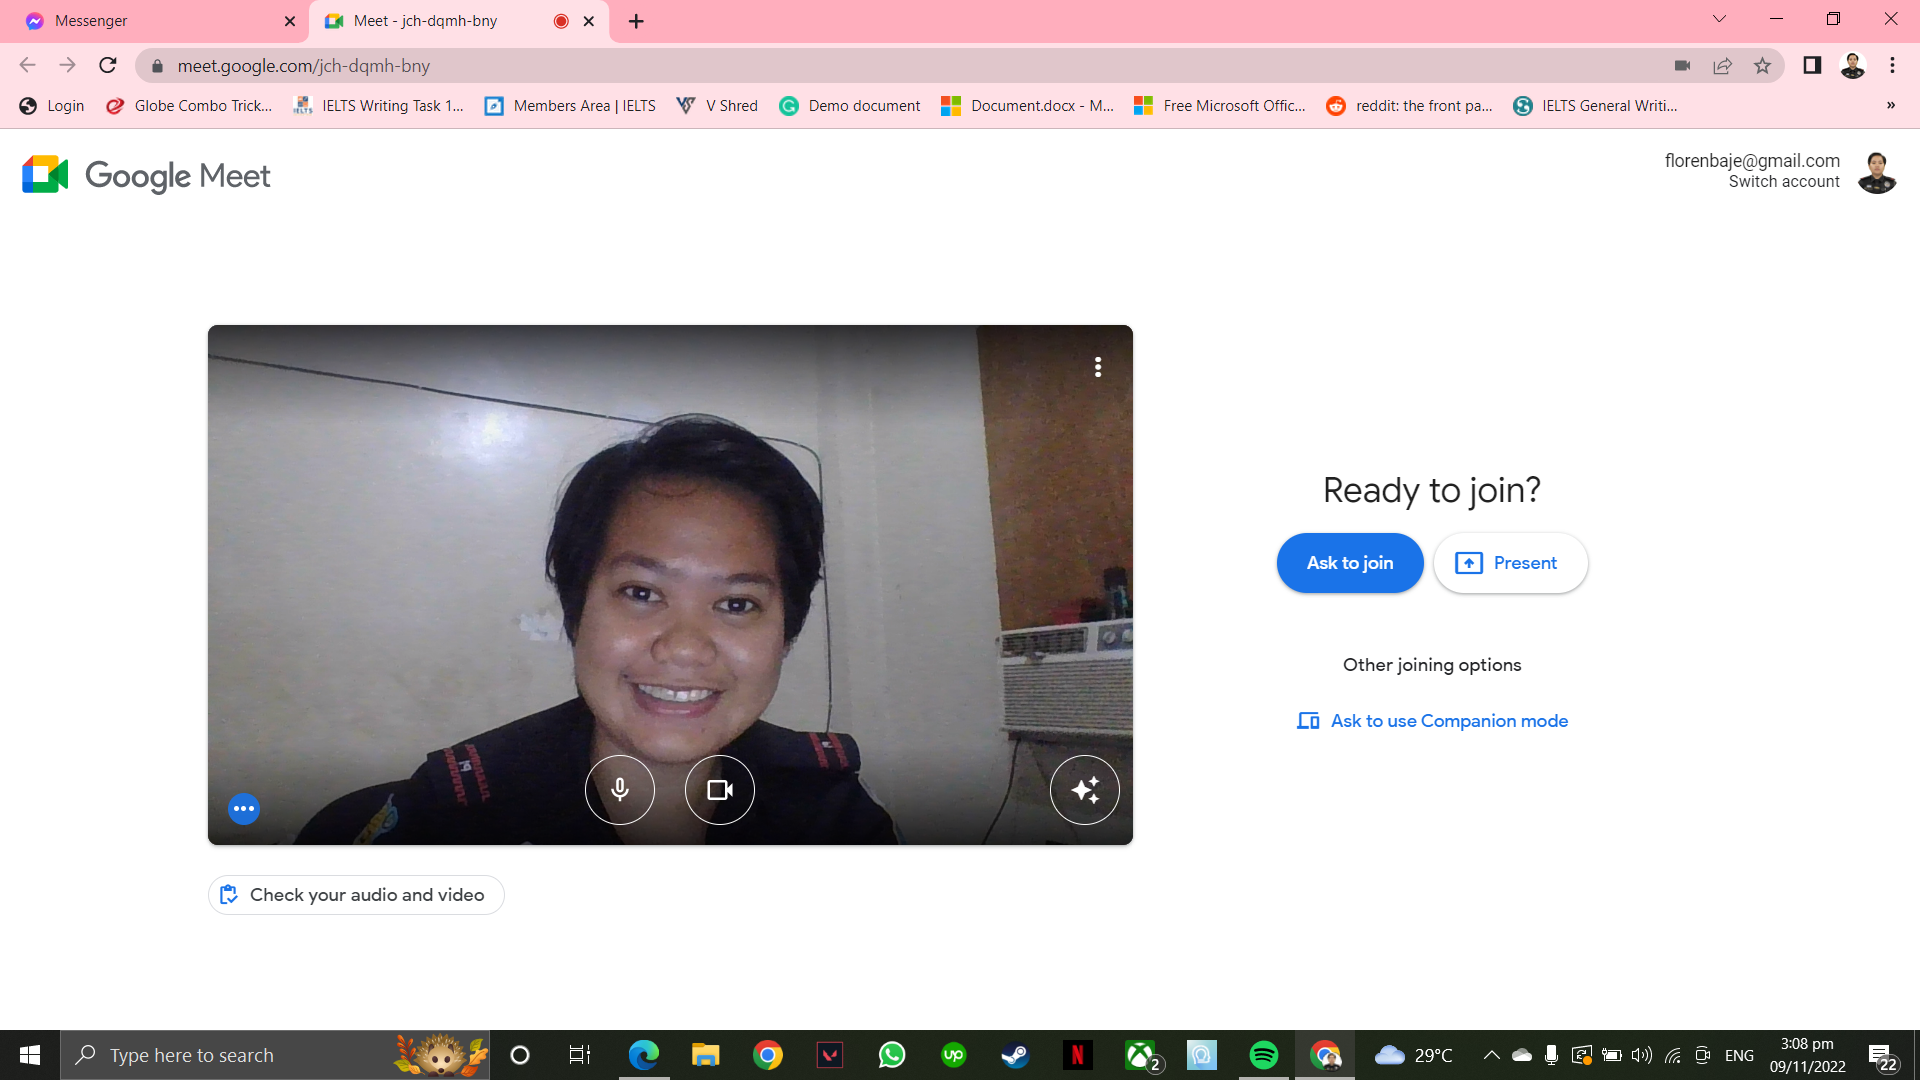 Messenger
Meet - jch-dqmh-bny
meet.google.com/jch-dqmh-bny
Login
Globe Combo Trick...
IELTS Writing Task 1...
Members Area | IELTS
V Shred
Demo document
Document.docx - M...
Free Microsoft Offic...
reddit: the front pa...
IELTS General Writi...
»
Google Meet
florenbaje@gmail.com
Switch account
Ready to join?
Ask to join
Present
Other joining options
Ask to use Companion mode
Check your audio and video
Type here to search
up
N
2
29°C
ENG
3:08 pm
09/11/2022
22